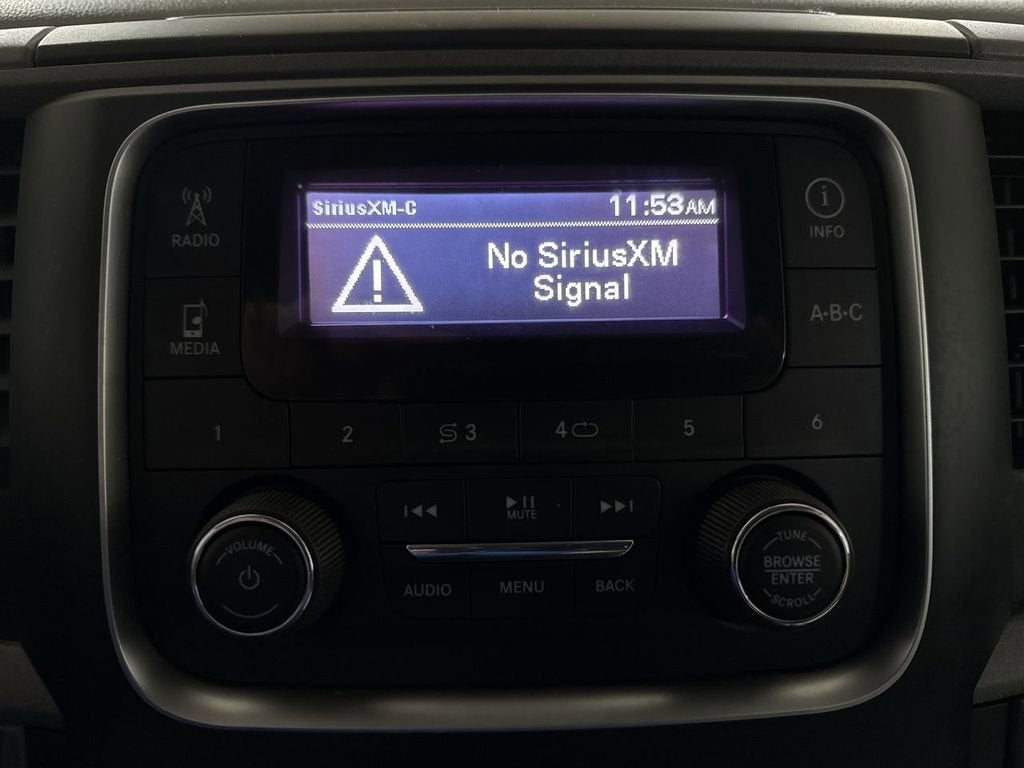 SiriusXM-C 11:53AM
No SiriusXM
Signal
RADIO
INFO
MEDIA
A·B·C
1 2 3 4 5 6
MUTE
VOLUME
TUNE
BROWSE
ENTER
SCROLL
AUDIO MENU BACK